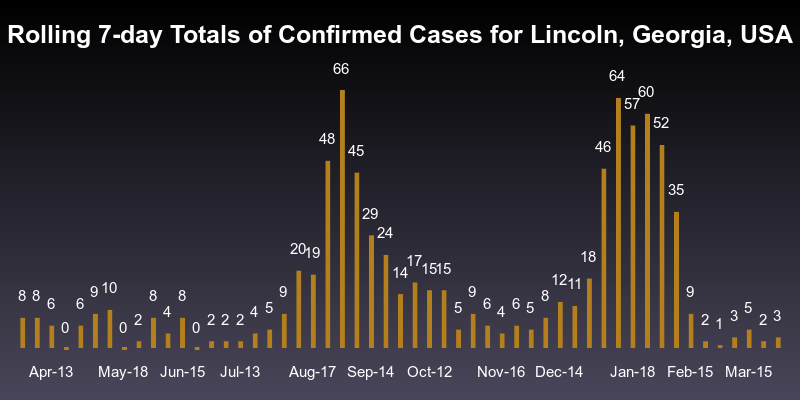 Rolling 7-day Totals of Confirmed Cases for Lincoln, Georgia, USA
8 8 6 0 6 9 10 0 2 8 4 8 0 2 2 2 4 5 9 20 19 48 66 45 29 24 14 17 15 15 5 9 6 4 6 5 8 12 11 18 46 64 57 60 52 35 9 2 1 3 5 2 3
Apr-13 May-18 Jun-15 Jul-13 Aug-17 Sep-14 Oct-12 Nov-16 Dec-14 Jan-18 Feb-15 Mar-15